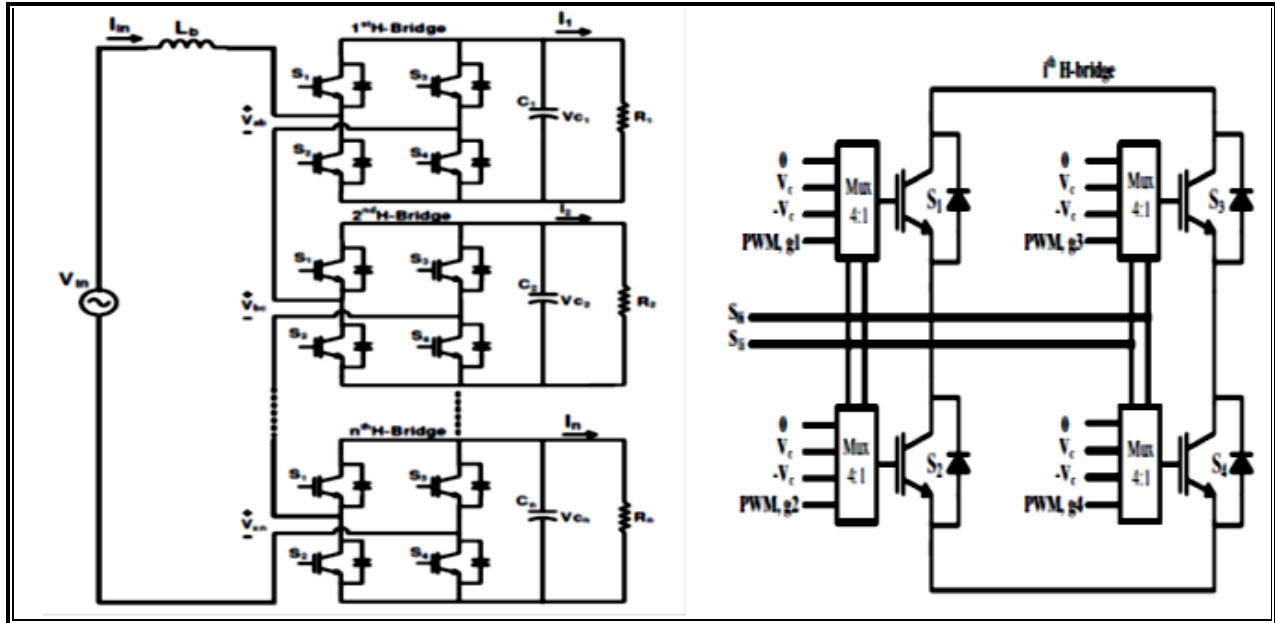 Iin
Lb
1st H-Bridge
I1
S1
S3
+
Vab
-
C1
Vc1
R1
S2
S4
2nd H-Bridge
I2
S1
S3
Vin
+
Vbc
-
C2
Vc2
R2
S2
S4
nth H-Bridge
In
S1
S3
+
-
Cn
Vcn
Rn
S2
S4
ith H-bridge
0
Vc
-Vc
PWM, g1
Mux
4:1
S1
0
Vc
-Vc
PWM, g3
Mux
4:1
S3
0
Vc
-Vc
PWM, g2
Mux
4:1
S2
0
Vc
-Vc
PWM, g4
Mux
4:1
S4